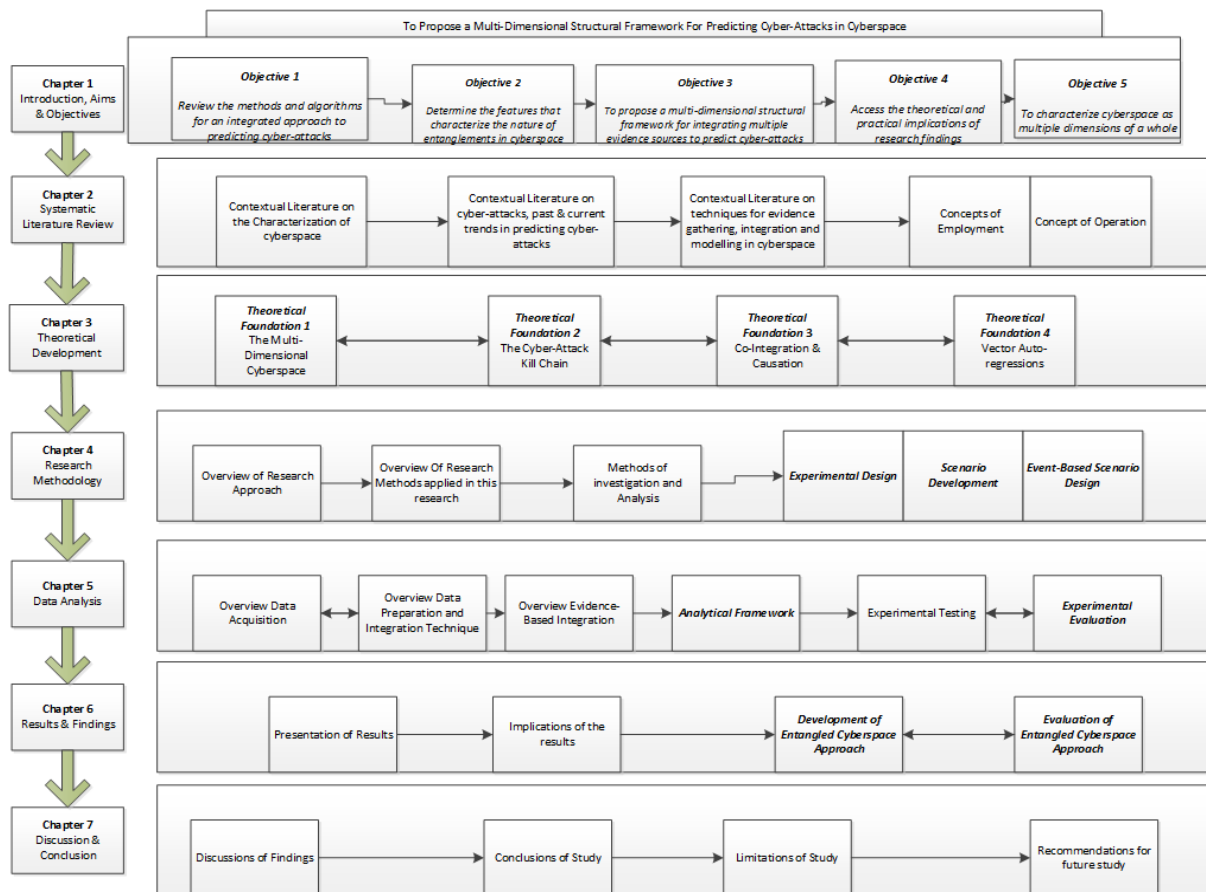 To Propose a Multi-Dimensional Structural Framework For Predicting Cyber-Attacks in Cyberspace
Chapter 1
Introduction, Aims
& Objectives
Objective 1
Review the methods and algorithms
for an integrated approach to
predicting cyber-attacks
Objective 2
Determine the features that
characterize the nature of
entanglements in cyberspace
Objective 3
To propose a multi-dimensional structural
framework for integrating multiple
evidence sources to predict cyber-attacks
Objective 4
Access the theoretical and
practical implications of
research findings
Objective 5
To characterize cyberspace as
multiple dimensions of a whole
Chapter 2
Systematic
Literature Review
Contextual Literature on
the Characterization of
cyberspace
Contextual Literature on
cyber-attacks, past & current
trends in predicting cyber-
attacks
Contextual Literature on
techniques for evidence
gathering, integration and
modelling in cyberspace
Concepts of
Employment
Concept of Operation
Chapter 3
Theoretical
Development
Theoretical
Foundation 1
The Multi-
Dimensional
Cyberspace
Theoretical
Foundation 2
The Cyber-Attack
Kill Chain
Theoretical
Foundation 3
Co-Integration &
Causation
Theoretical
Foundation 4
Vector Auto-
regressions
Chapter 4
Research
Methodology
Overview of Research
Approach
Overview Of Research
Methods applied in this
research
Methods of
investigation and
Analysis
Experimental Design
Scenario
Development
Event-Based Scenario
Design
Chapter 5
Data Analysis
Overview Data
Acquisition
Overview Data
Preparation and
Integration Technique
Overview Evidence-
Based Integration
Analytical Framework
Experimental Testing
Experimental
Evaluation
Chapter 6
Results & Findings
Presentation of Results
Implications of the
results
Development of
Entangled Cyberspace
Approach
Evaluation of
Entangled Cyberspace
Approach
Chapter 7
Discussion &
Conclusion
Discussions of Findings
Conclusions of Study
Limitations of Study
Recommendations for
future study